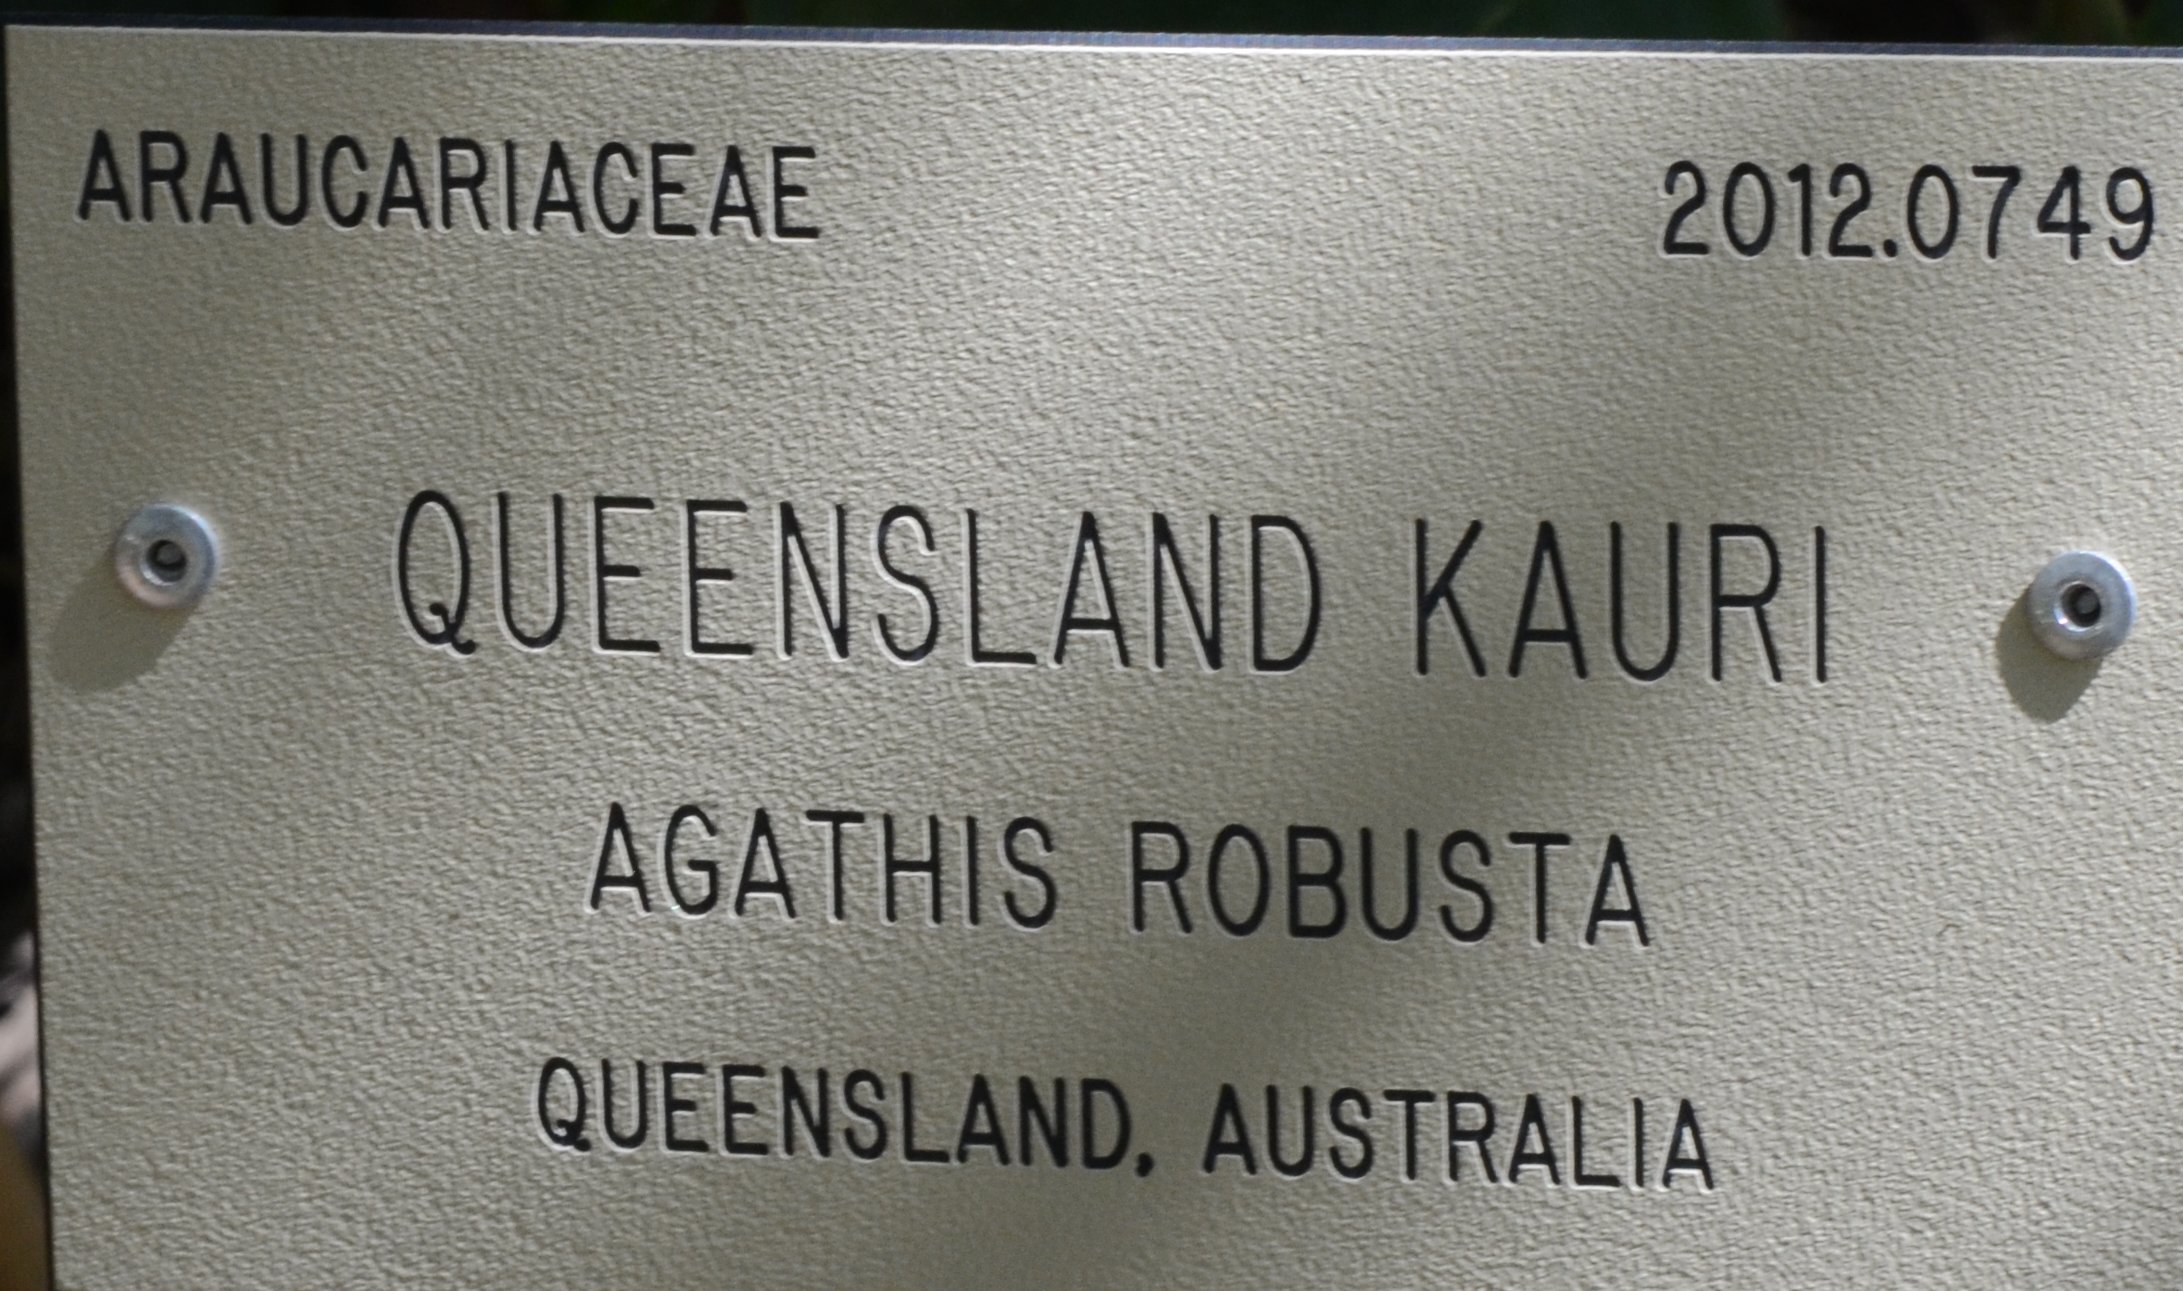 ARAUCARIACEAE 2012.0749
QUEENSLAND KAURI
AGATHIS ROBUSTA
QUEENSLAND, AUSTRALIA